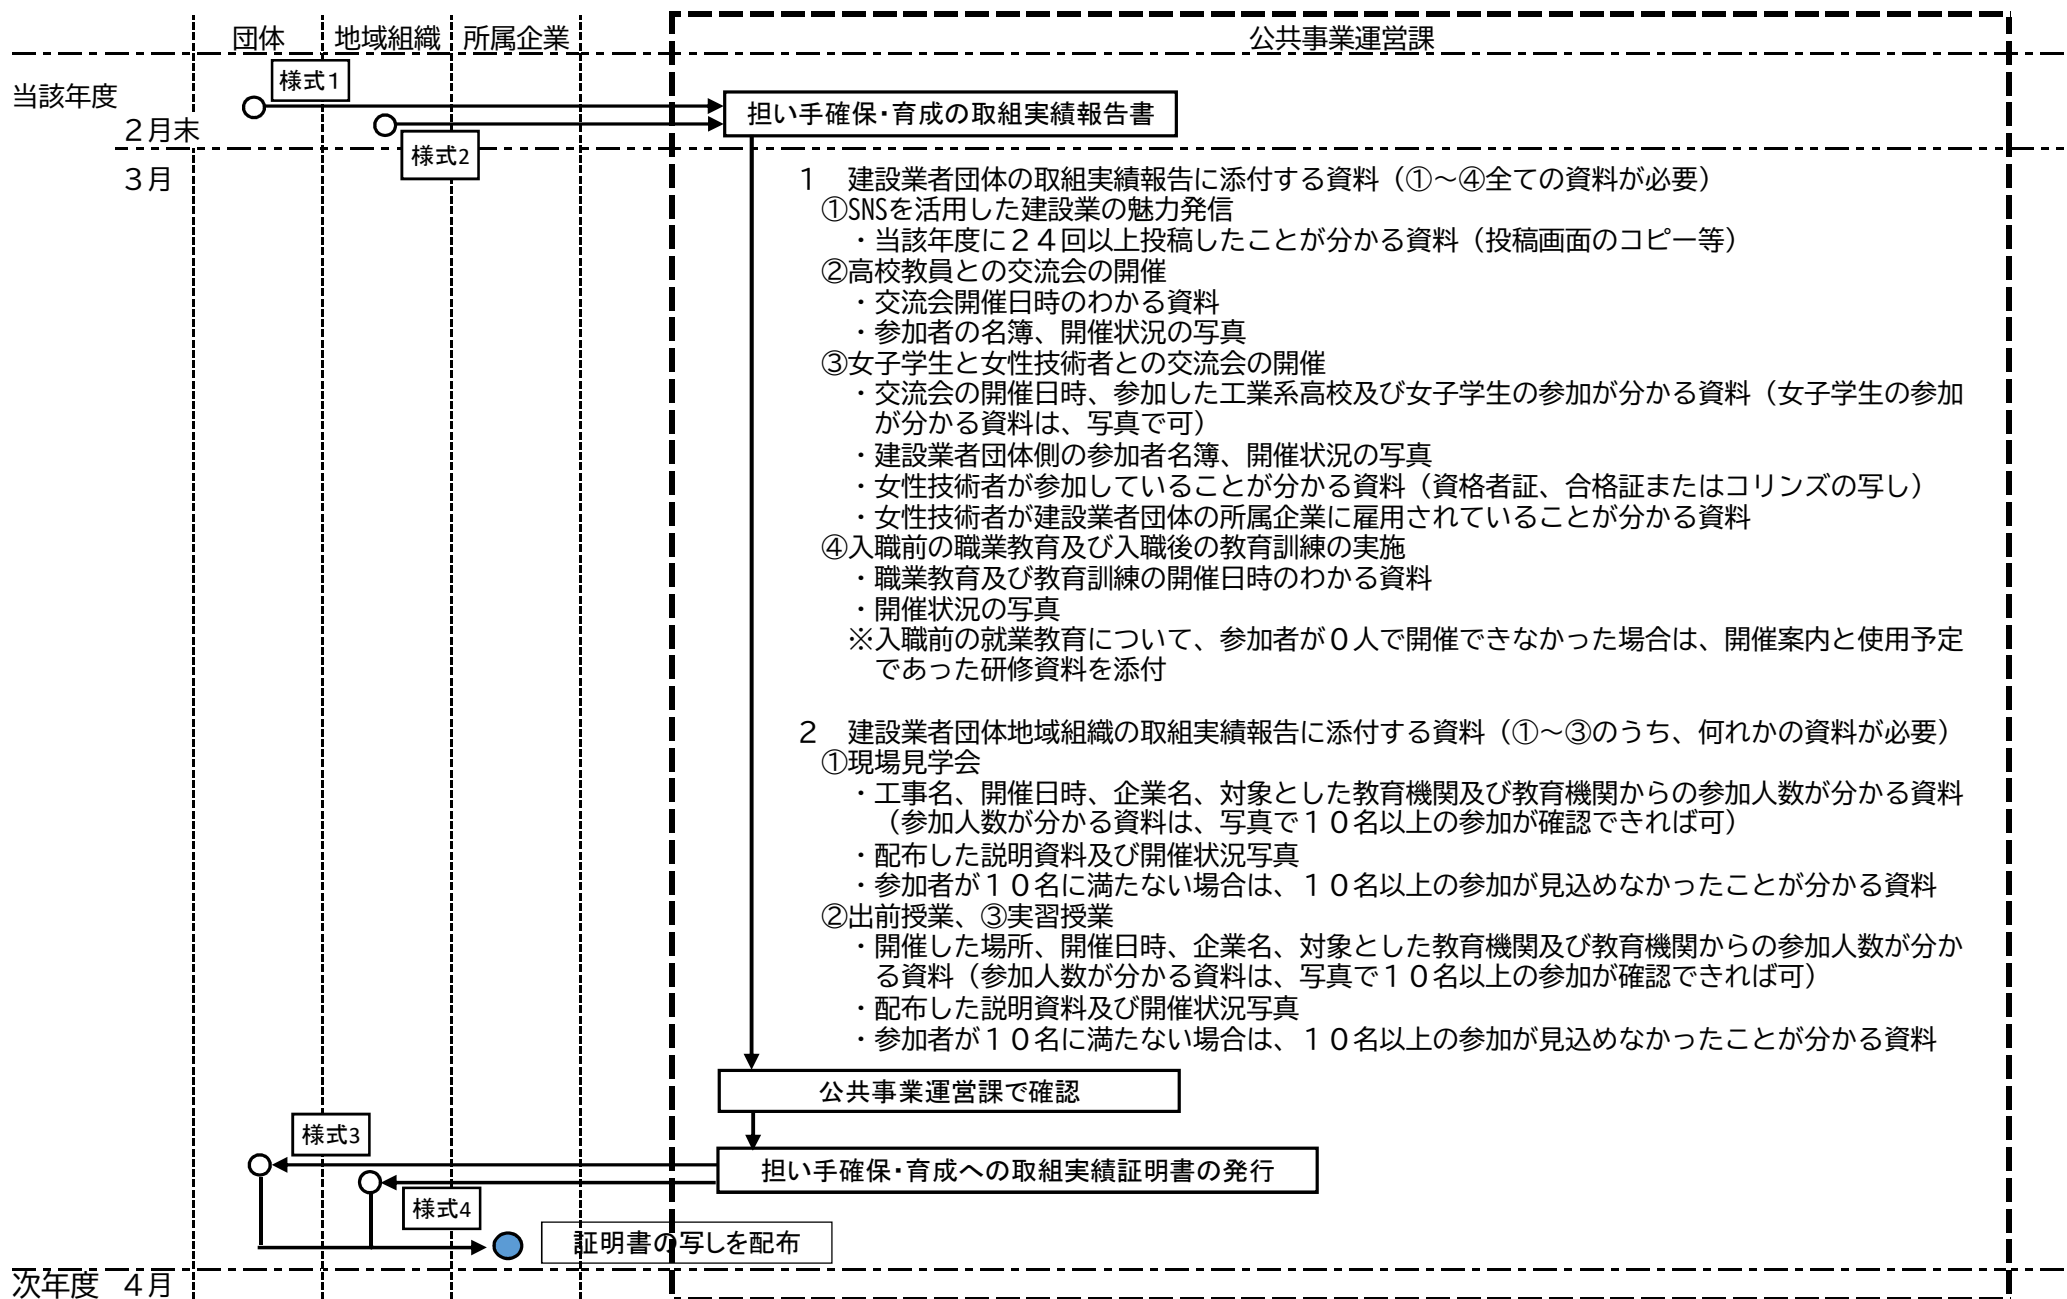 団体
地域組織
所属企業
公共事業運営課
様式1
当該年度
担い手確保・育成の取組実績報告書
２月末
様式2
３月
１　建設業者団体の取組実績報告に添付する資料（①～④全ての資料が必要）
①SNSを活用した建設業の魅力発信
・当該年度に２４回以上投稿したことが分かる資料（投稿画面のコピー等）
②高校教員との交流会の開催
・交流会開催日時のわかる資料
・参加者の名簿、開催状況の写真
③女子学生と女性技術者との交流会の開催
・交流会の開催日時、参加した工業系高校及び女子学生の参加が分かる資料（女子学生の参加
が分かる資料は、写真で可）
・建設業者団体側の参加者名簿、開催状況の写真
・女性技術者が参加していることが分かる資料（資格者証、合格証またはコリンズの写し）
・女性技術者が建設業者団体の所属企業に雇用されていることが分かる資料
④入職前の職業教育及び入職後の教育訓練の実施
・職業教育及び教育訓練の開催日時のわかる資料
・開催状況の写真
※入職前の就業教育について、参加者が０人で開催できなかった場合は、開催案内と使用予定
であった研修資料を添付
２　建設業者団体地域組織の取組実績報告に添付する資料（①～③のうち、何れかの資料が必要）
①現場見学会
・工事名、開催日時、企業名、対象とした教育機関及び教育機関からの参加人数が分かる資料
（参加人数が分かる資料は、写真で１０名以上の参加が確認できれば可）
・配布した説明資料及び開催状況写真
・参加者が１０名に満たない場合は、１０名以上の参加が見込めなかったことが分かる資料
②出前授業、③実習授業
・開催した場所、開催日時、企業名、対象とした教育機関及び教育機関からの参加人数が分か
る資料（参加人数が分かる資料は、写真で１０名以上の参加が確認できれば可）
・配布した説明資料及び開催状況写真
・参加者が１０名に満たない場合は、１０名以上の参加が見込めなかったことが分かる資料
公共事業運営課で確認
様式3
担い手確保・育成への取組実績証明書の発行
様式4
証明書の写しを配布
次年度　４月